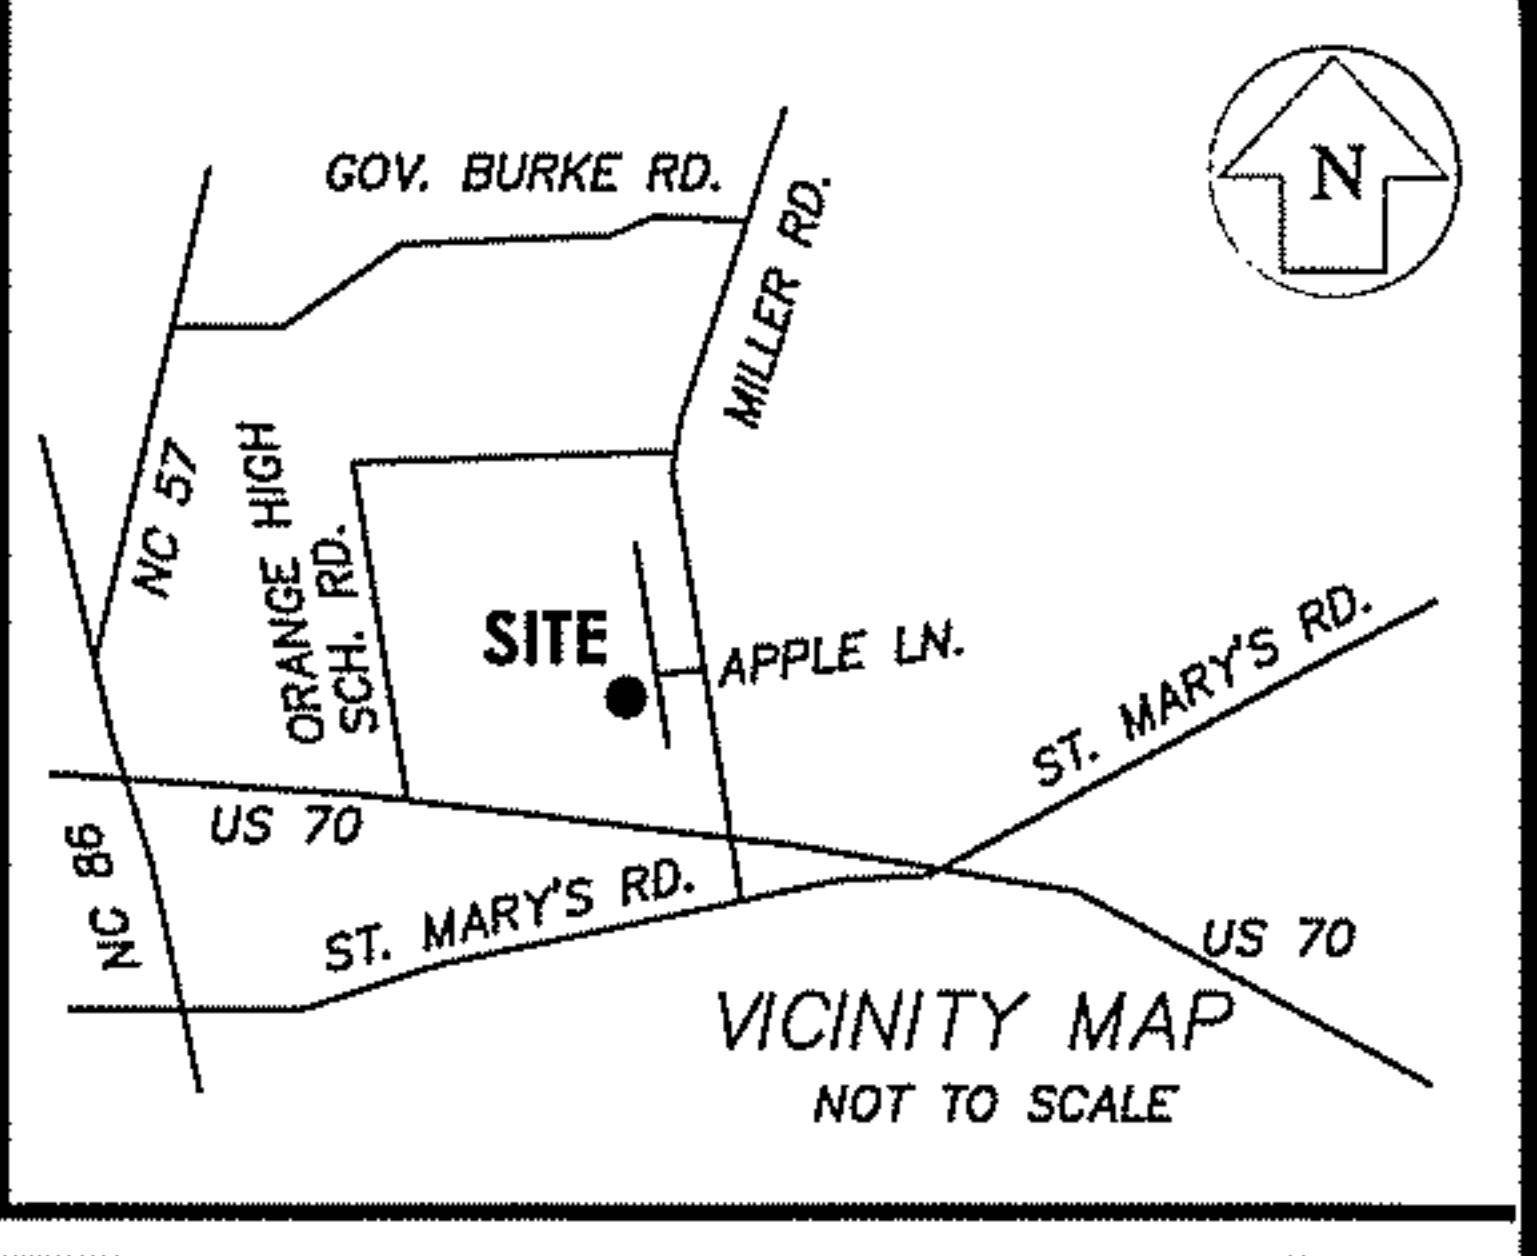 N
GOV. BURKE RD.
MILLER RD.
NC 57
ORANGE HIGH
SCH. RD.
SITE
APPLE LN.
ST. MARY'S RD.
US 70
NC 86
ST. MARY'S RD.
US 70
VICINITY MAP
NOT TO SCALE